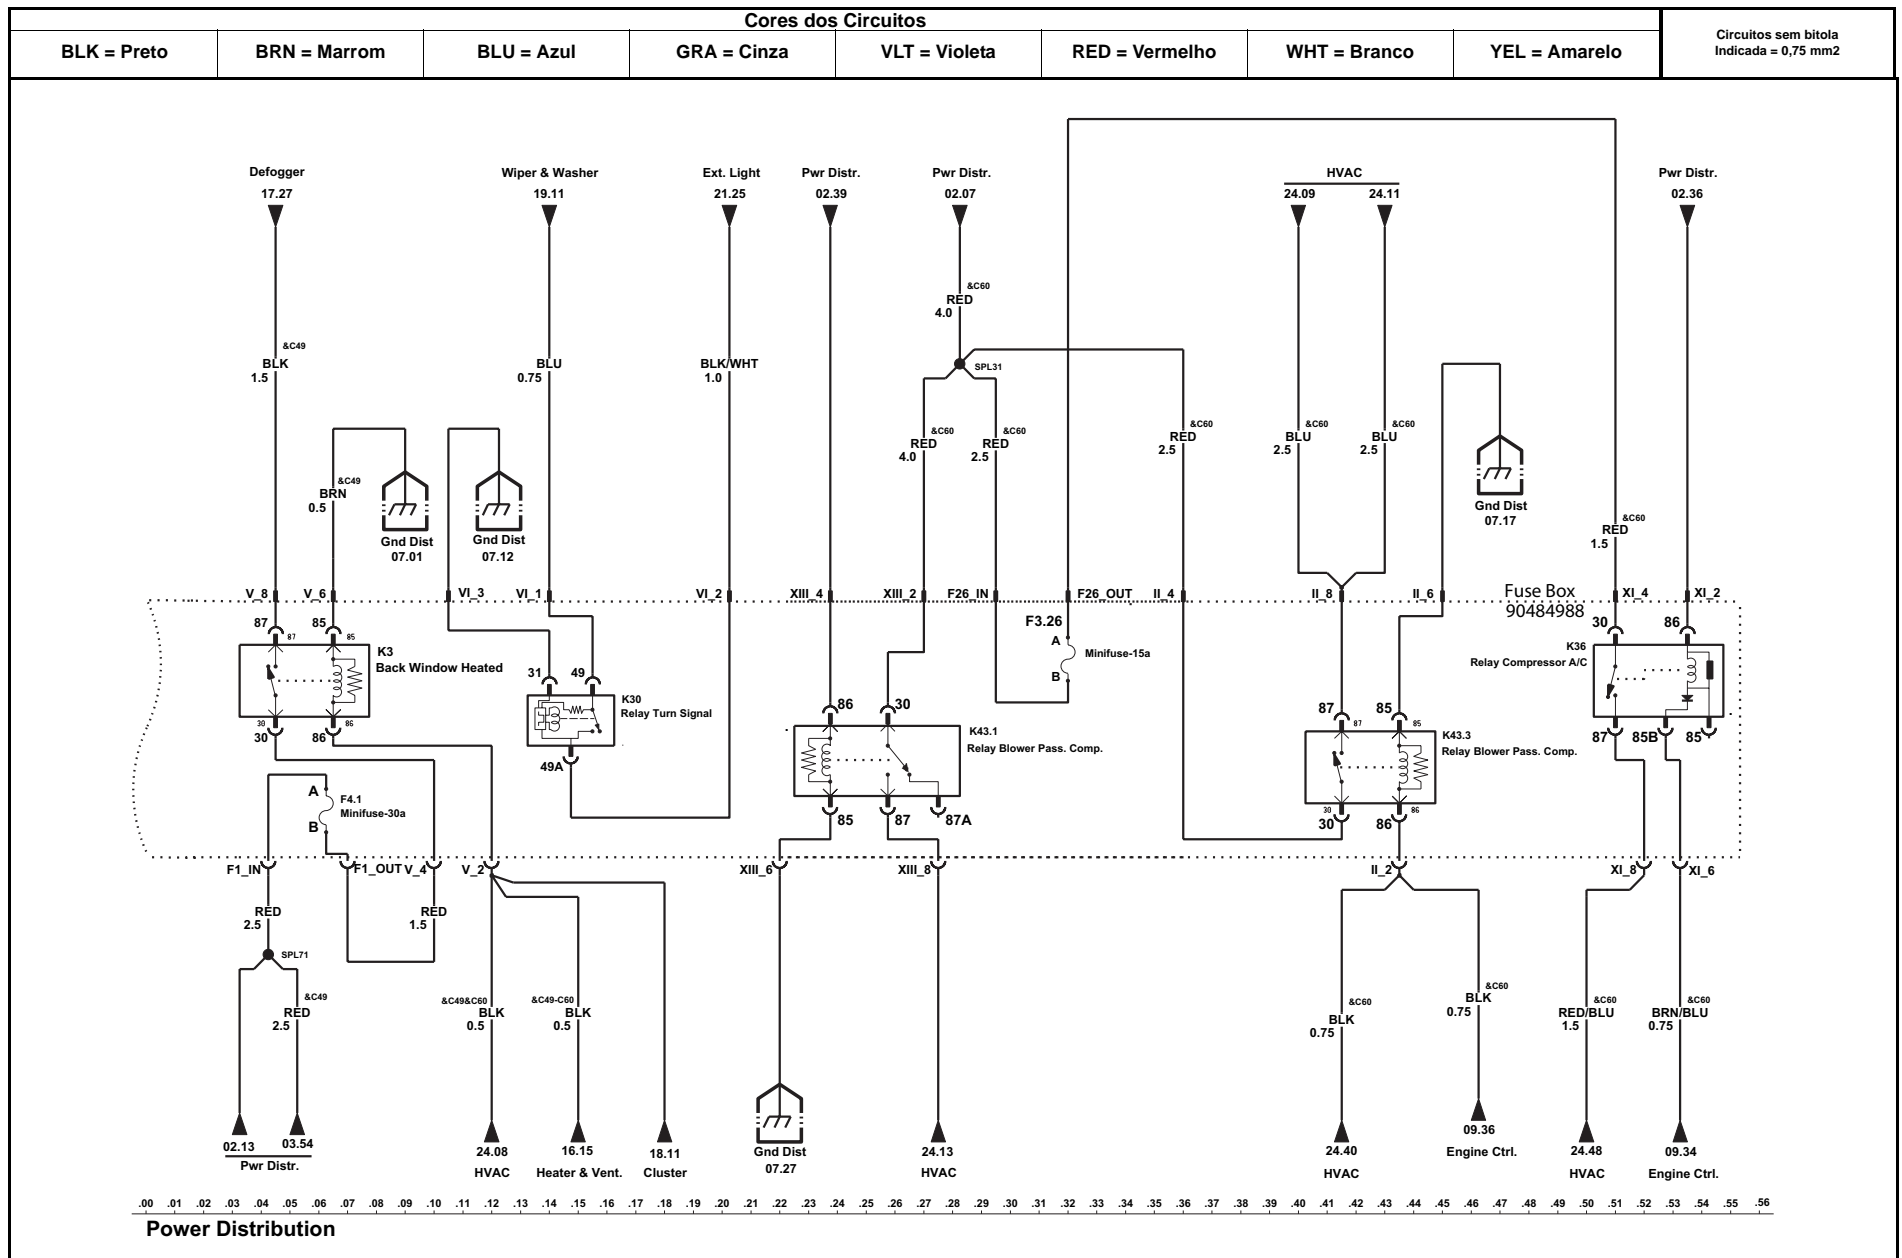 Cores dos Circuitos
BLK = Preto
BRN = Marrom
BLU = Azul
GRA = Cinza
VLT = Violeta
RED = Vermelho
WHT = Branco
YEL = Amarelo
Circuitos sem bitola
Indicada = 0,75 mm2
Defogger
17.27
Wiper & Washer
19.11
Ext. Light
21.25
Pwr Distr.
02.39
Pwr Distr.
02.07
HVAC
24.09 24.11
Pwr Distr.
02.36
&C60
RED
4.0
&C49
BLK
1.5
BLU
0.75
BLK/WHT
1.0
SPL31
&C60
RED
4.0
&C60
RED
2.5
&C60
RED
2.5
&C60
BLU
2.5
&C60
BLU
2.5
&C49
BRN
0.5
Gnd Dist
07.01
Gnd Dist
07.12
Gnd Dist
07.17
&C60
RED
1.5
V_8 V_6 VI_3 VI_1 VI_2 XIII_4 XIII_2 F26_IN F26_OUT II_4 II_8 II_6 XI_4 XI_2
Fuse Box
90484988
87 87 85 85
K3
Back Window Heated
30 30 86 86
31 49
K30
Relay Turn Signal
49A
F3.26
A
Minifuse-15a
B
86 30
K43.1
Relay Blower Pass. Comp.
85 87 87A
87 87 85 85
K43.3
Relay Blower Pass. Comp.
30 30 86 86
30 86
K36
Relay Compressor A/C
87 85B 85
A
F4.1
Minifuse-30a
B
F1_IN F1_OUT V_4 V_2 XIII_6 XIII_8 II_2 XI_8 XI_6
RED
2.5
RED
1.5
SPL71
&C49
RED
2.5
&C49&C60
BLK
0.5
&C49-C60
BLK
0.5
&C60
BLK
0.75
&C60
BLK
0.75
&C60
RED/BLU
1.5
&C60
BRN/BLU
0.75
02.13 03.54
Pwr Distr.
24.08
HVAC
16.15
Heater & Vent.
18.11
Cluster
Gnd Dist
07.27
24.13
HVAC
24.40
HVAC
09.36
Engine Ctrl.
24.48
HVAC
09.34
Engine Ctrl.
.00 .01 .02 .03 .04 .05 .06 .07 .08 .09 .10 .11 .12 .13 .14 .15 .16 .17 .18 .19 .20 .21 .22 .23 .24 .25 .26 .27 .28 .29 .30 .31 .32 .33 .34 .35 .36 .37 .38 .39 .40 .41 .42 .43 .44 .45 .46 .47 .48 .49 .50 .51 .52 .53 .54 .55 .56
Power Distribution